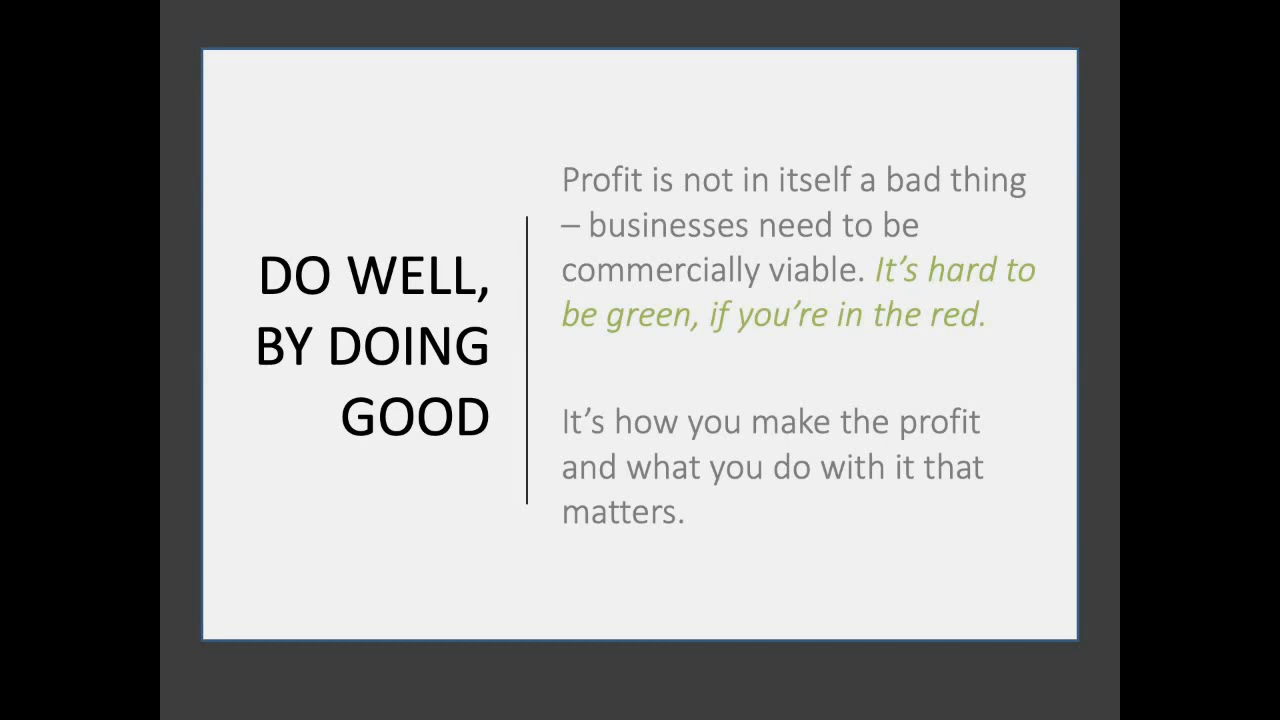 DO WELL,
BY DOING
GOOD
Profit is not in itself a bad thing
– businesses need to be
commercially viable. It’s hard to
be green, if you’re in the red.
It’s how you make the profit
and what you do with it that
matters.